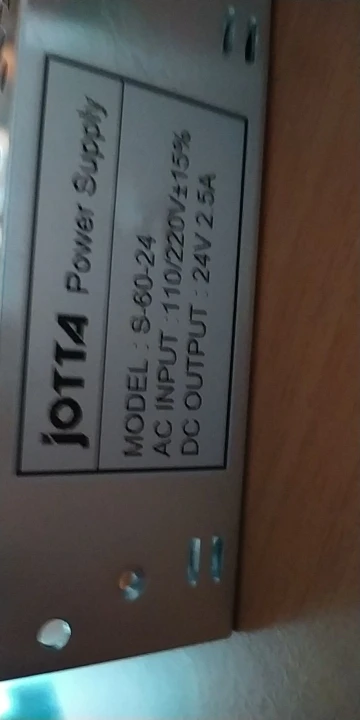 jOTTA Power Supply
MODEL : S-60-24
AC INPUT : 110/220V±15%
DC OUTPUT : 24V 2.5A